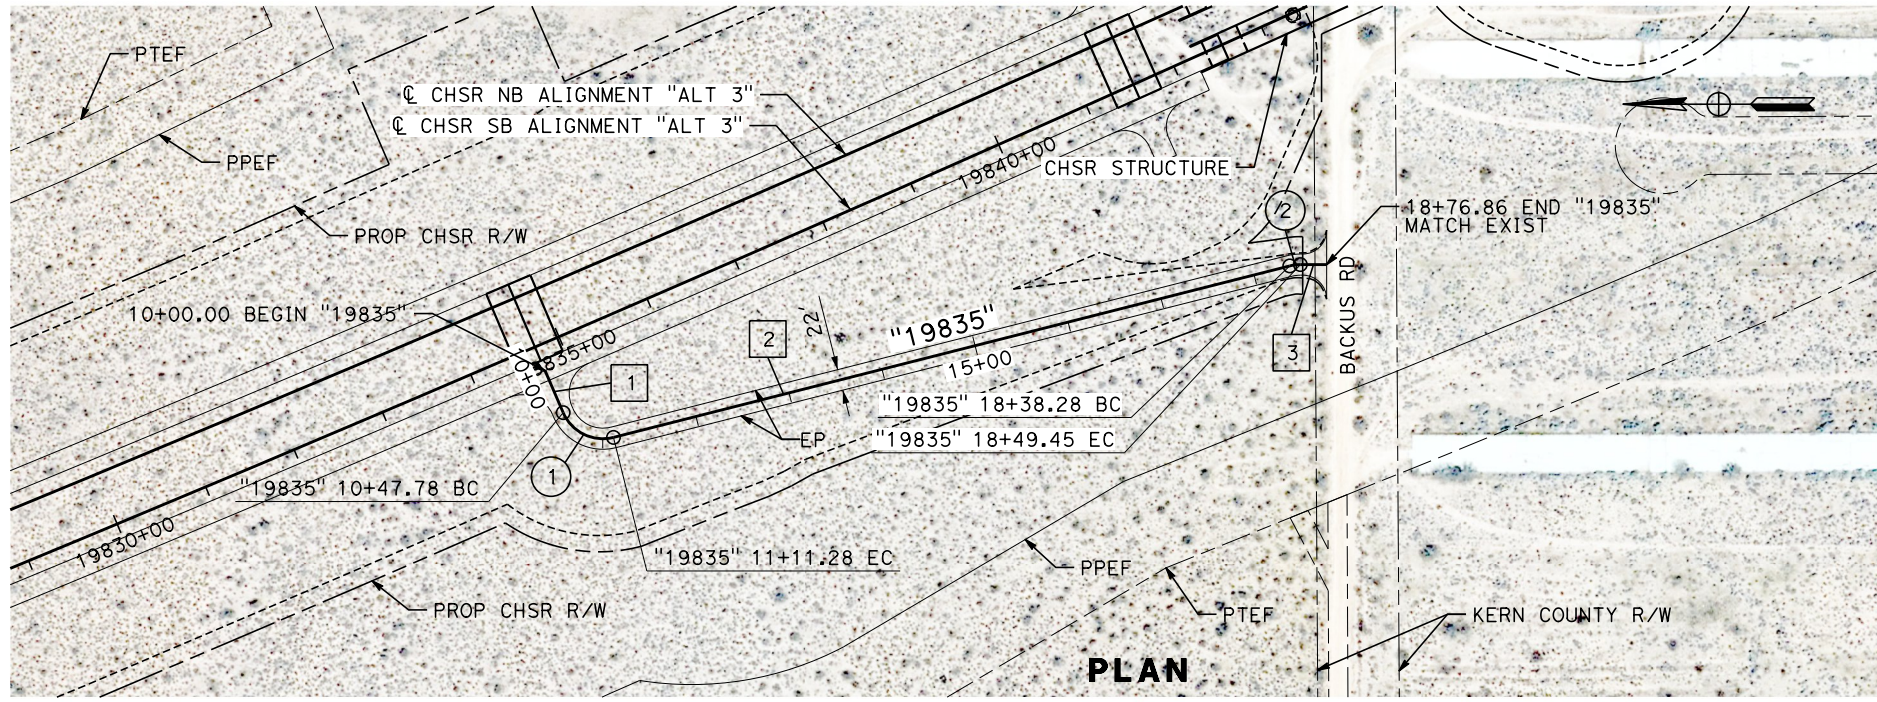 PTEF
℄ CHSR NB ALIGNMENT "ALT 3"
℄ CHSR SB ALIGNMENT "ALT 3"
PPEF
19840+00
CHSR STRUCTURE
PROP CHSR R/W
2
18+76.86 END "19835"
MATCH EXIST
10+00.00 BEGIN "19835"
835+00
10+00
1
2
22'
"19835"
15+00
3
BACKUS RD
"19835" 18+38.28 BC
"19835" 18+49.45 EC
EP
1
"19835" 10+47.78 BC
19830+00
"19835" 11+11.28 EC
PPEF
PROP CHSR R/W
PTEF
KERN COUNTY R/W
PLAN